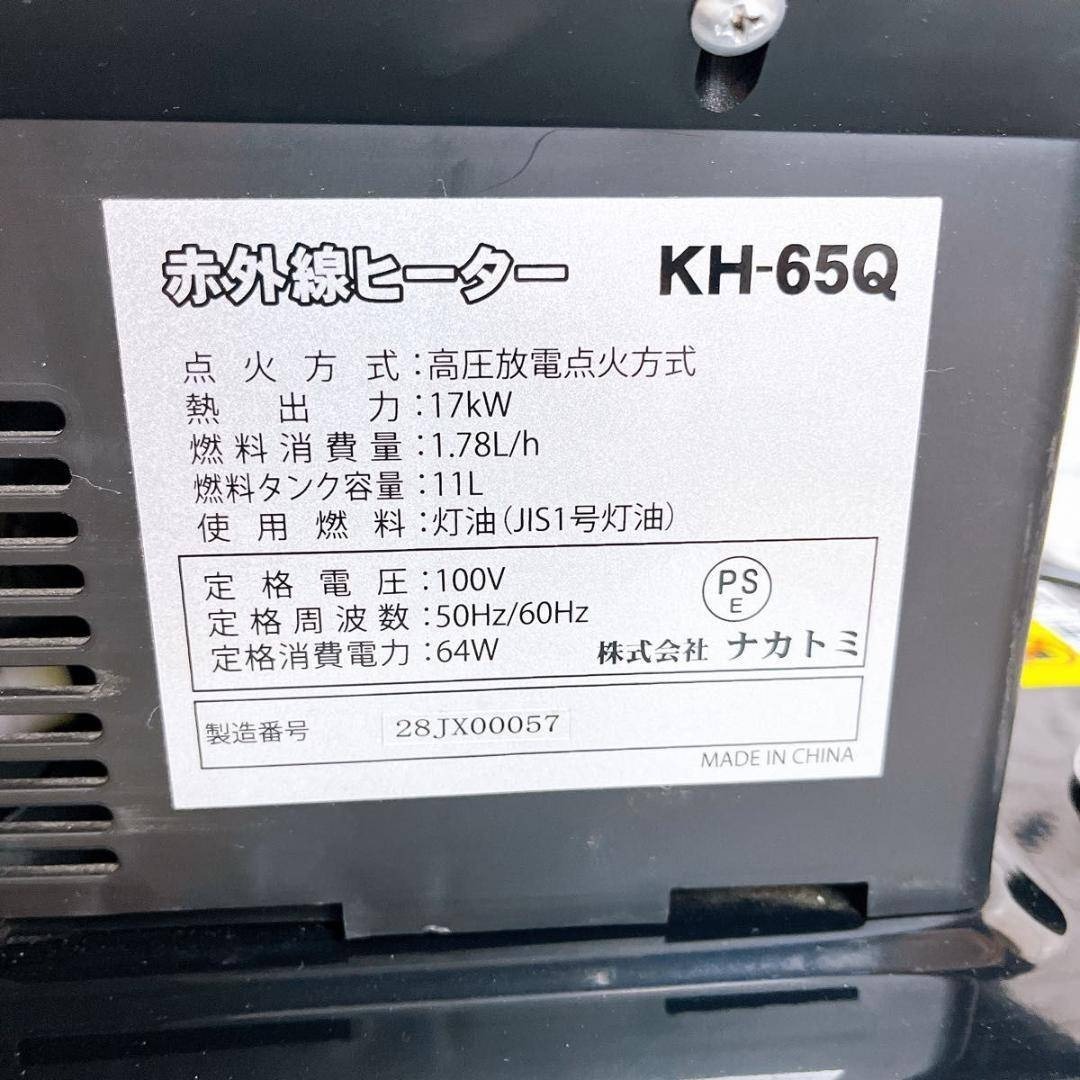 赤外線ヒーター KH-65Q
点火方式:高圧放電点火方式
熱出力:17kW
燃料消費量:1.78L/h
燃料タンク容量:11L
使用燃料:灯油(JIS1号灯油)
定格電圧:100V
PS
E
定格周波数:50Hz/60Hz
定格消費電力:64W
株式会社 ナカトミ
製造番号 28JX00057
MADE IN CHINA